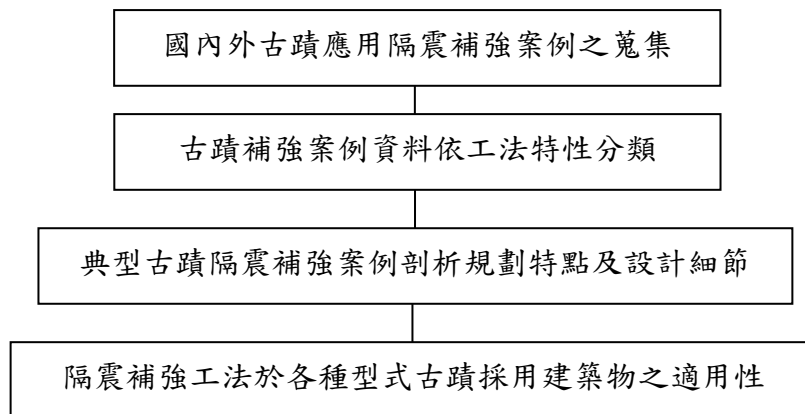 國內外古蹟應用隔震補強案例之蒐集
古蹟補強案例資料依工法特性分類
典型古蹟隔震補強案例剖析規劃特點及設計細節
隔震補強工法於各種型式古蹟採用建築物之適用性